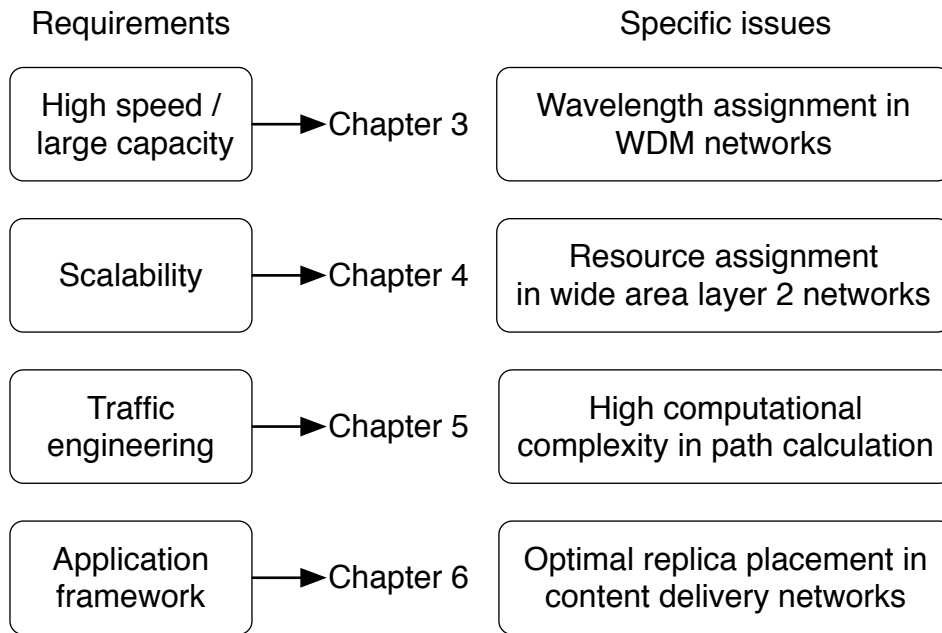 Requirements
Specific issues
High speed /
large capacity
Chapter 3
Wavelength assignment in
WDM networks
Scalability
Chapter 4
Resource assignment
in wide area layer 2 networks
Traffic
engineering
Chapter 5
High computational
complexity in path calculation
Application
framework
Chapter 6
Optimal replica placement in
content delivery networks